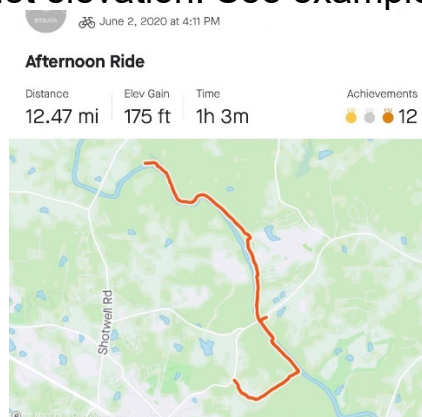 June 2, 2020 at 4:11 PM
Afternoon Ride
Distance Elev Gain Time Achievements
12.47 mi 175 ft 1h 3m 12
Shotwell Rd